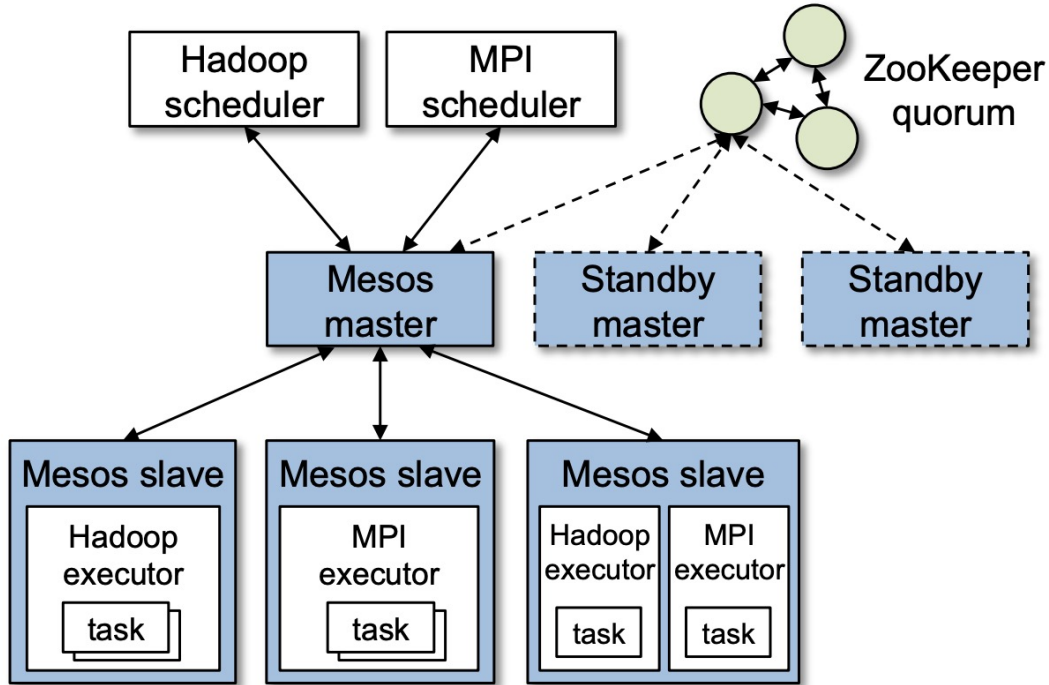 Hadoop
scheduler
MPI
scheduler
ZooKeeper
quorum
Mesos
master
Standby
master
Standby
master
Mesos slave
Hadoop
executor
task
Mesos slave
MPI
executor
task
Mesos slave
Hadoop
executor
task
MPI
executor
task